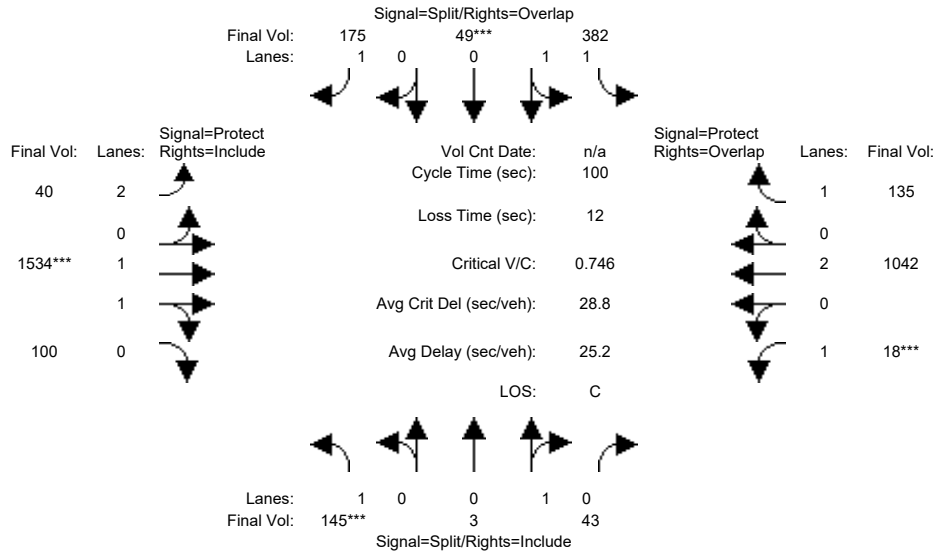 Signal=Split/Rights=Overlap
Final Vol: 175 49*** 382
Lanes: 1 0 0 1 1
Signal=Protect Signal=Protect
Final Vol: Lanes: Rights=Include Vol Cnt Date: n/a Rights=Overlap Lanes: Final Vol:
Cycle Time (sec): 100
40 2 1 135
Loss Time (sec): 12
0 0
1534*** 1 Critical V/C: 0.746 2 1042
1 Avg Crit Del (sec/veh): 28.8 0
100 0 Avg Delay (sec/veh): 25.2 1 18***
LOS: C
Lanes: 1 0 0 1 0
Final Vol: 145*** 3 43
Signal=Split/Rights=Include